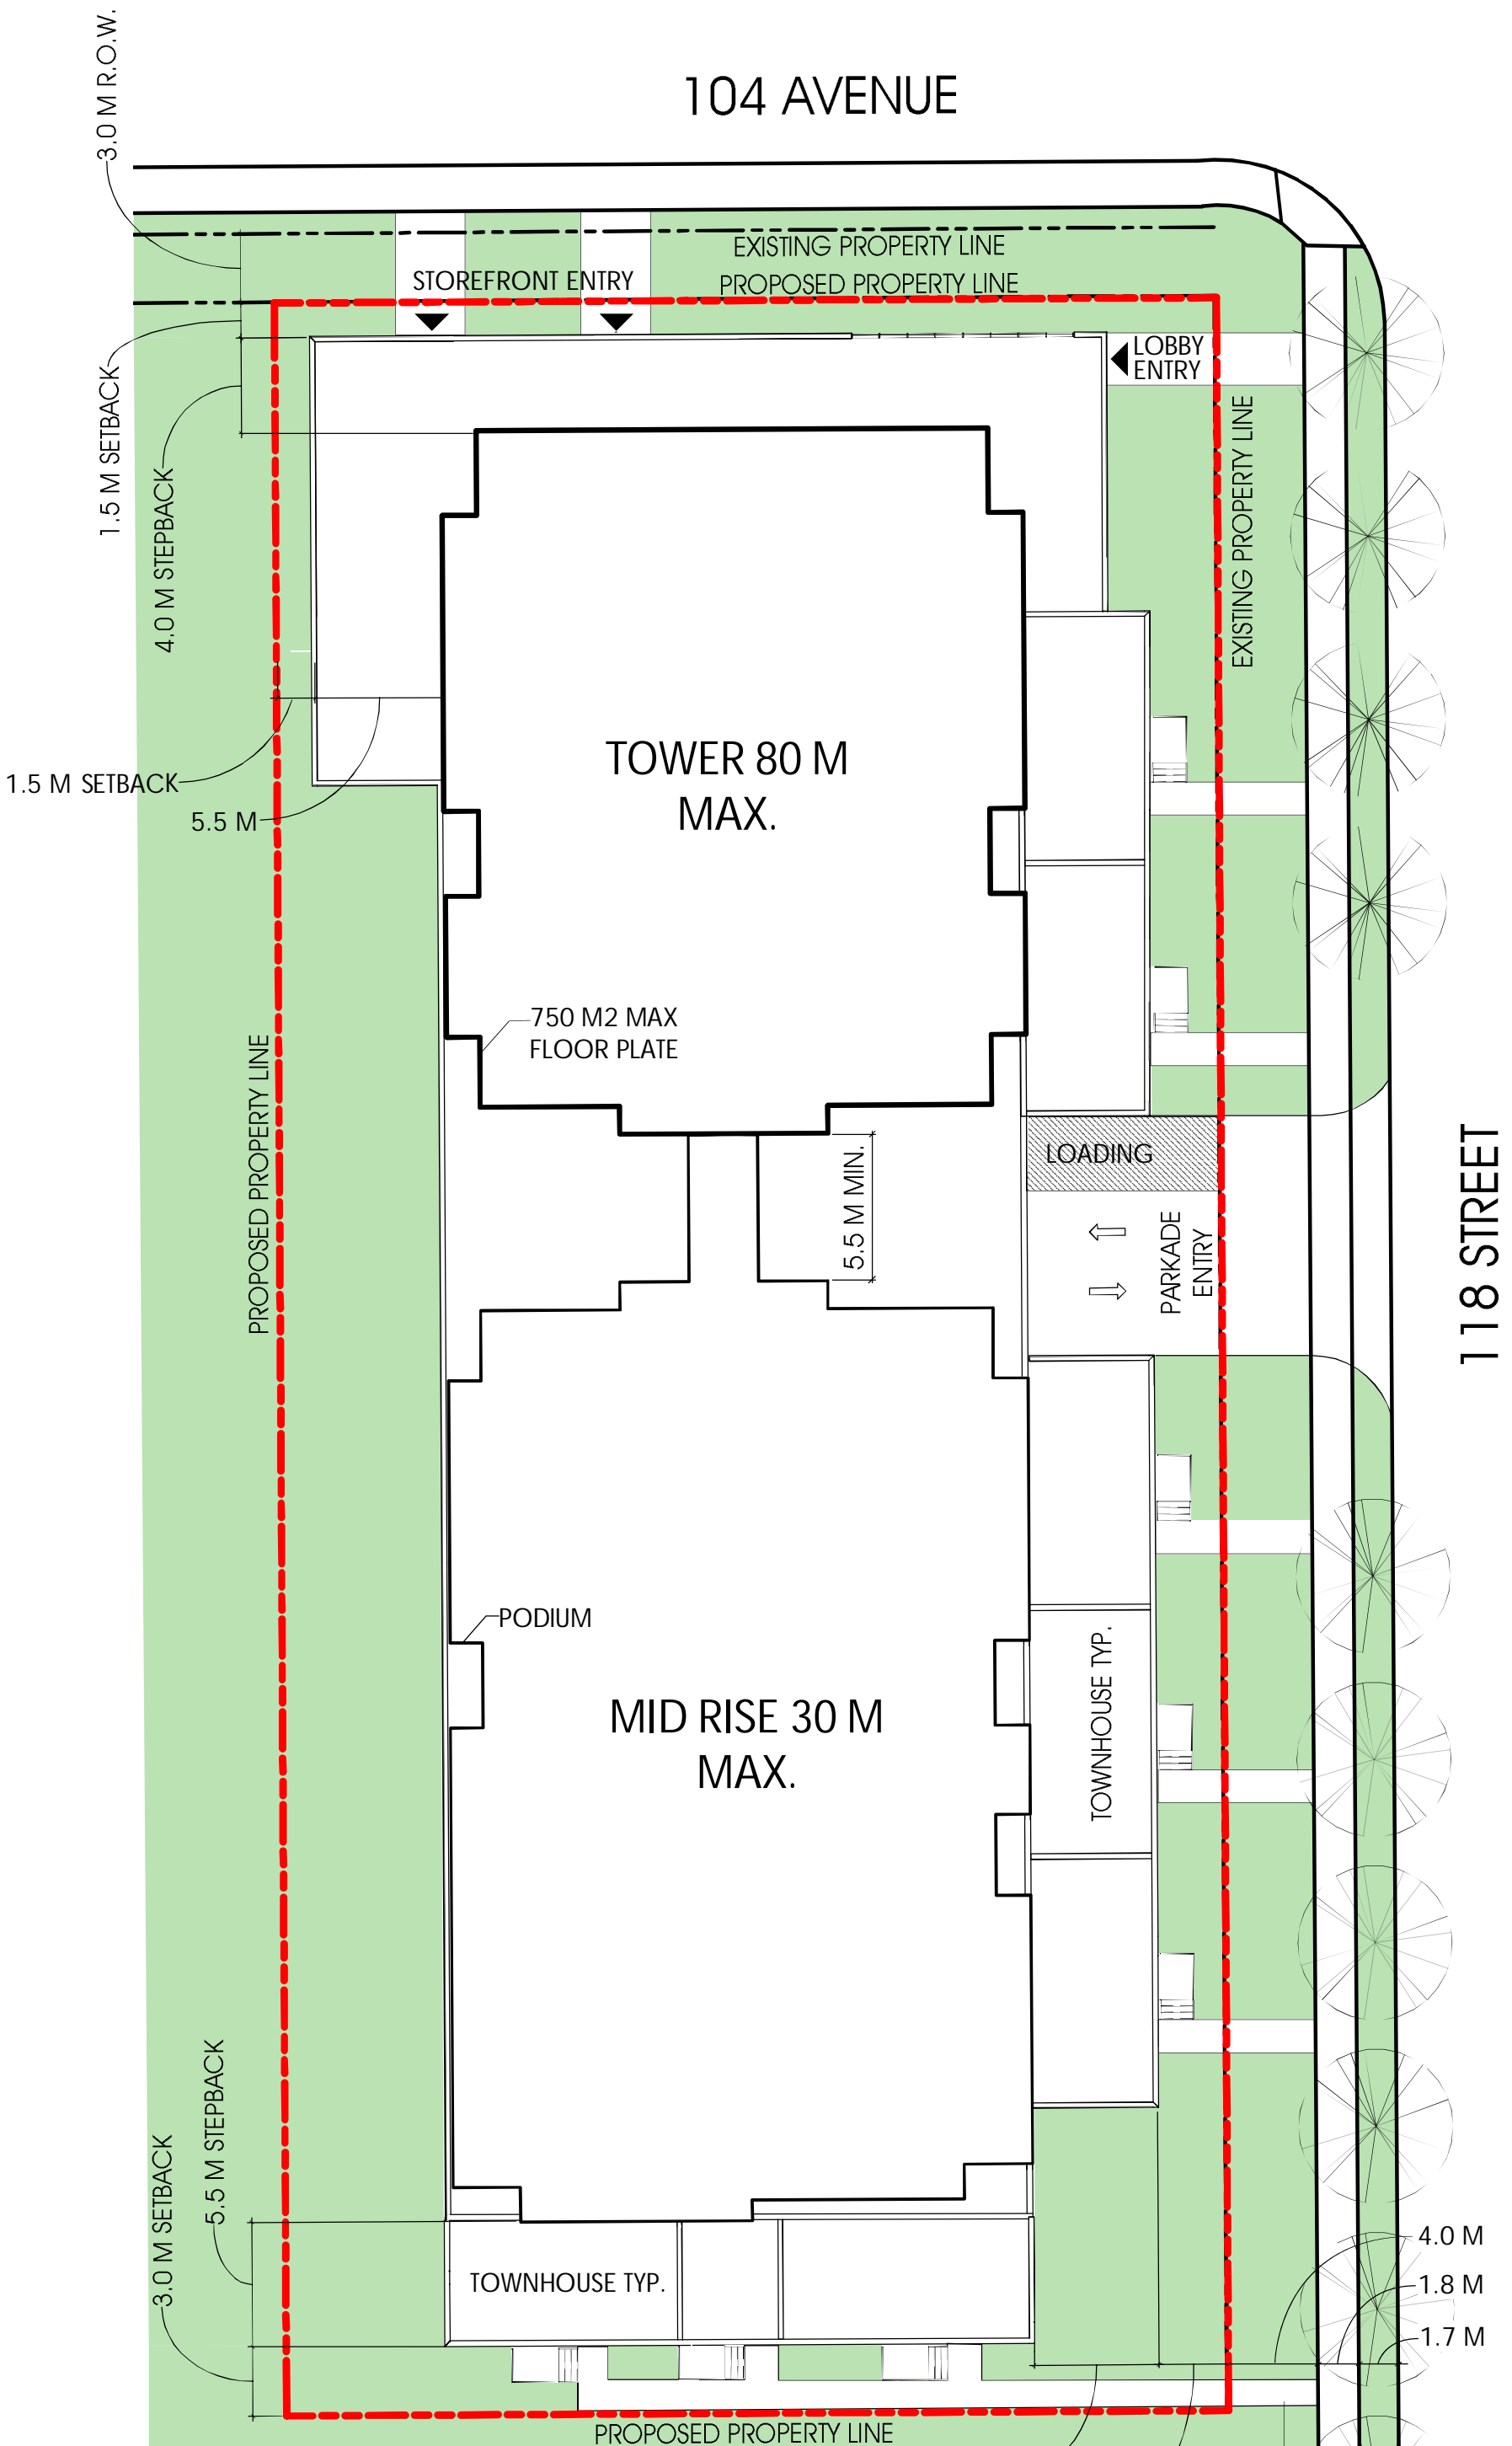 3.0 M R.O.W.
104 AVENUE
EXISTING PROPERTY LINE
STOREFRONT ENTRY
PROPOSED PROPERTY LINE
LOBBY
ENTRY
1.5 M SETBACK
4.0 M STEPBACK
EXISTING PROPERTY LINE
TOWER 80 M
MAX.
1.5 M SETBACK
5.5 M
750 M2 MAX
FLOOR PLATE
PROPOSED PROPERTY LINE
5.5 M MIN.
LOADING
PARKADE
ENTRY
118 STREET
PODIUM
MID RISE 30 M
MAX.
TOWNHOUSE TYP.
5.5 M STEPBACK
3.0 M SETBACK
TOWNHOUSE TYP.
4.0 M
1.8 M
1.7 M
PROPOSED PROPERTY LINE